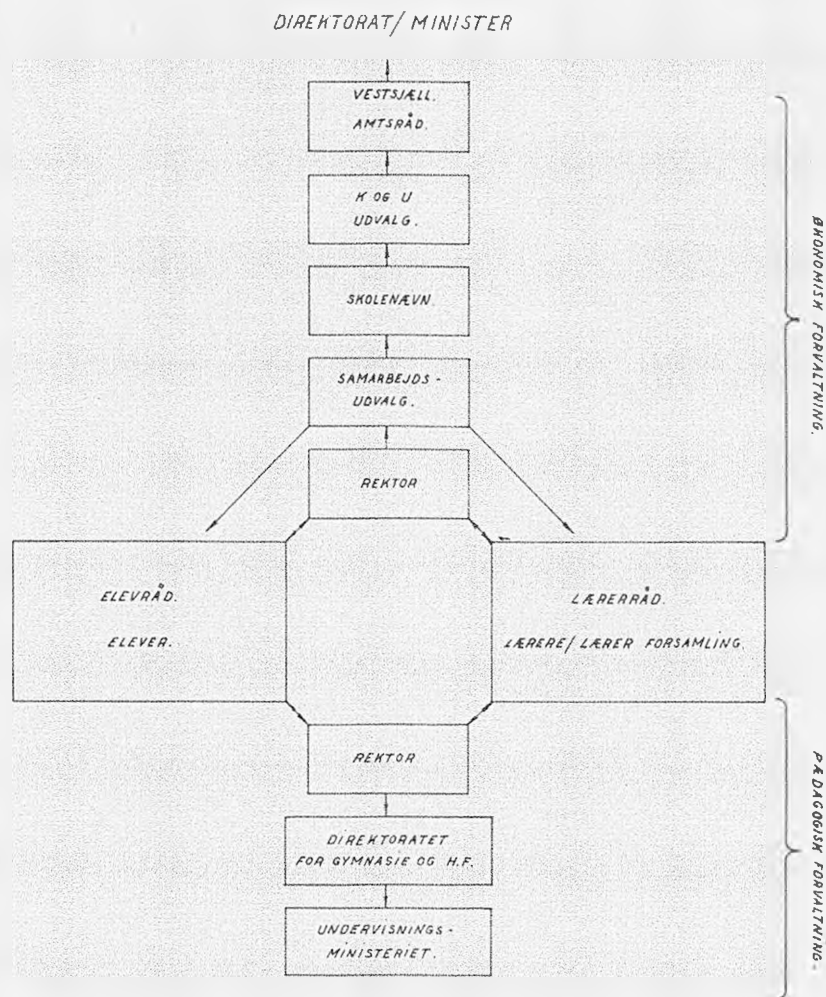 DIREKTORAT/ MINISTER
VESTSJÆLL.
AMTSRÅD.
K OG U
UDVALG.
SKOLENÆVN.
SAMARBEJDS-
UDVALG.
REKTOR
ELEVRÅD.
ELEVER.
LÆRERRÅD.
LÆRERE/ LÆRER FORSAMLING.
REKTOR
DIREKTORATET
FOR GYMNASIE OG H.F.
UNDERVISNINGS-
MINISTERIET.
ØKONOMISK FORVALTNING.
PÆDAGOGISK FORVALTNING.